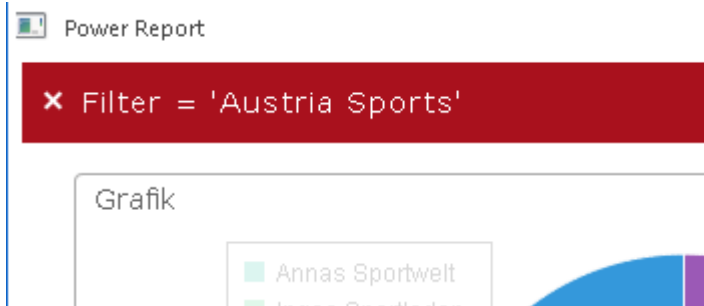 Power Report
× Filter = 'Austria Sports'
Grafik
Annas Sportwelt